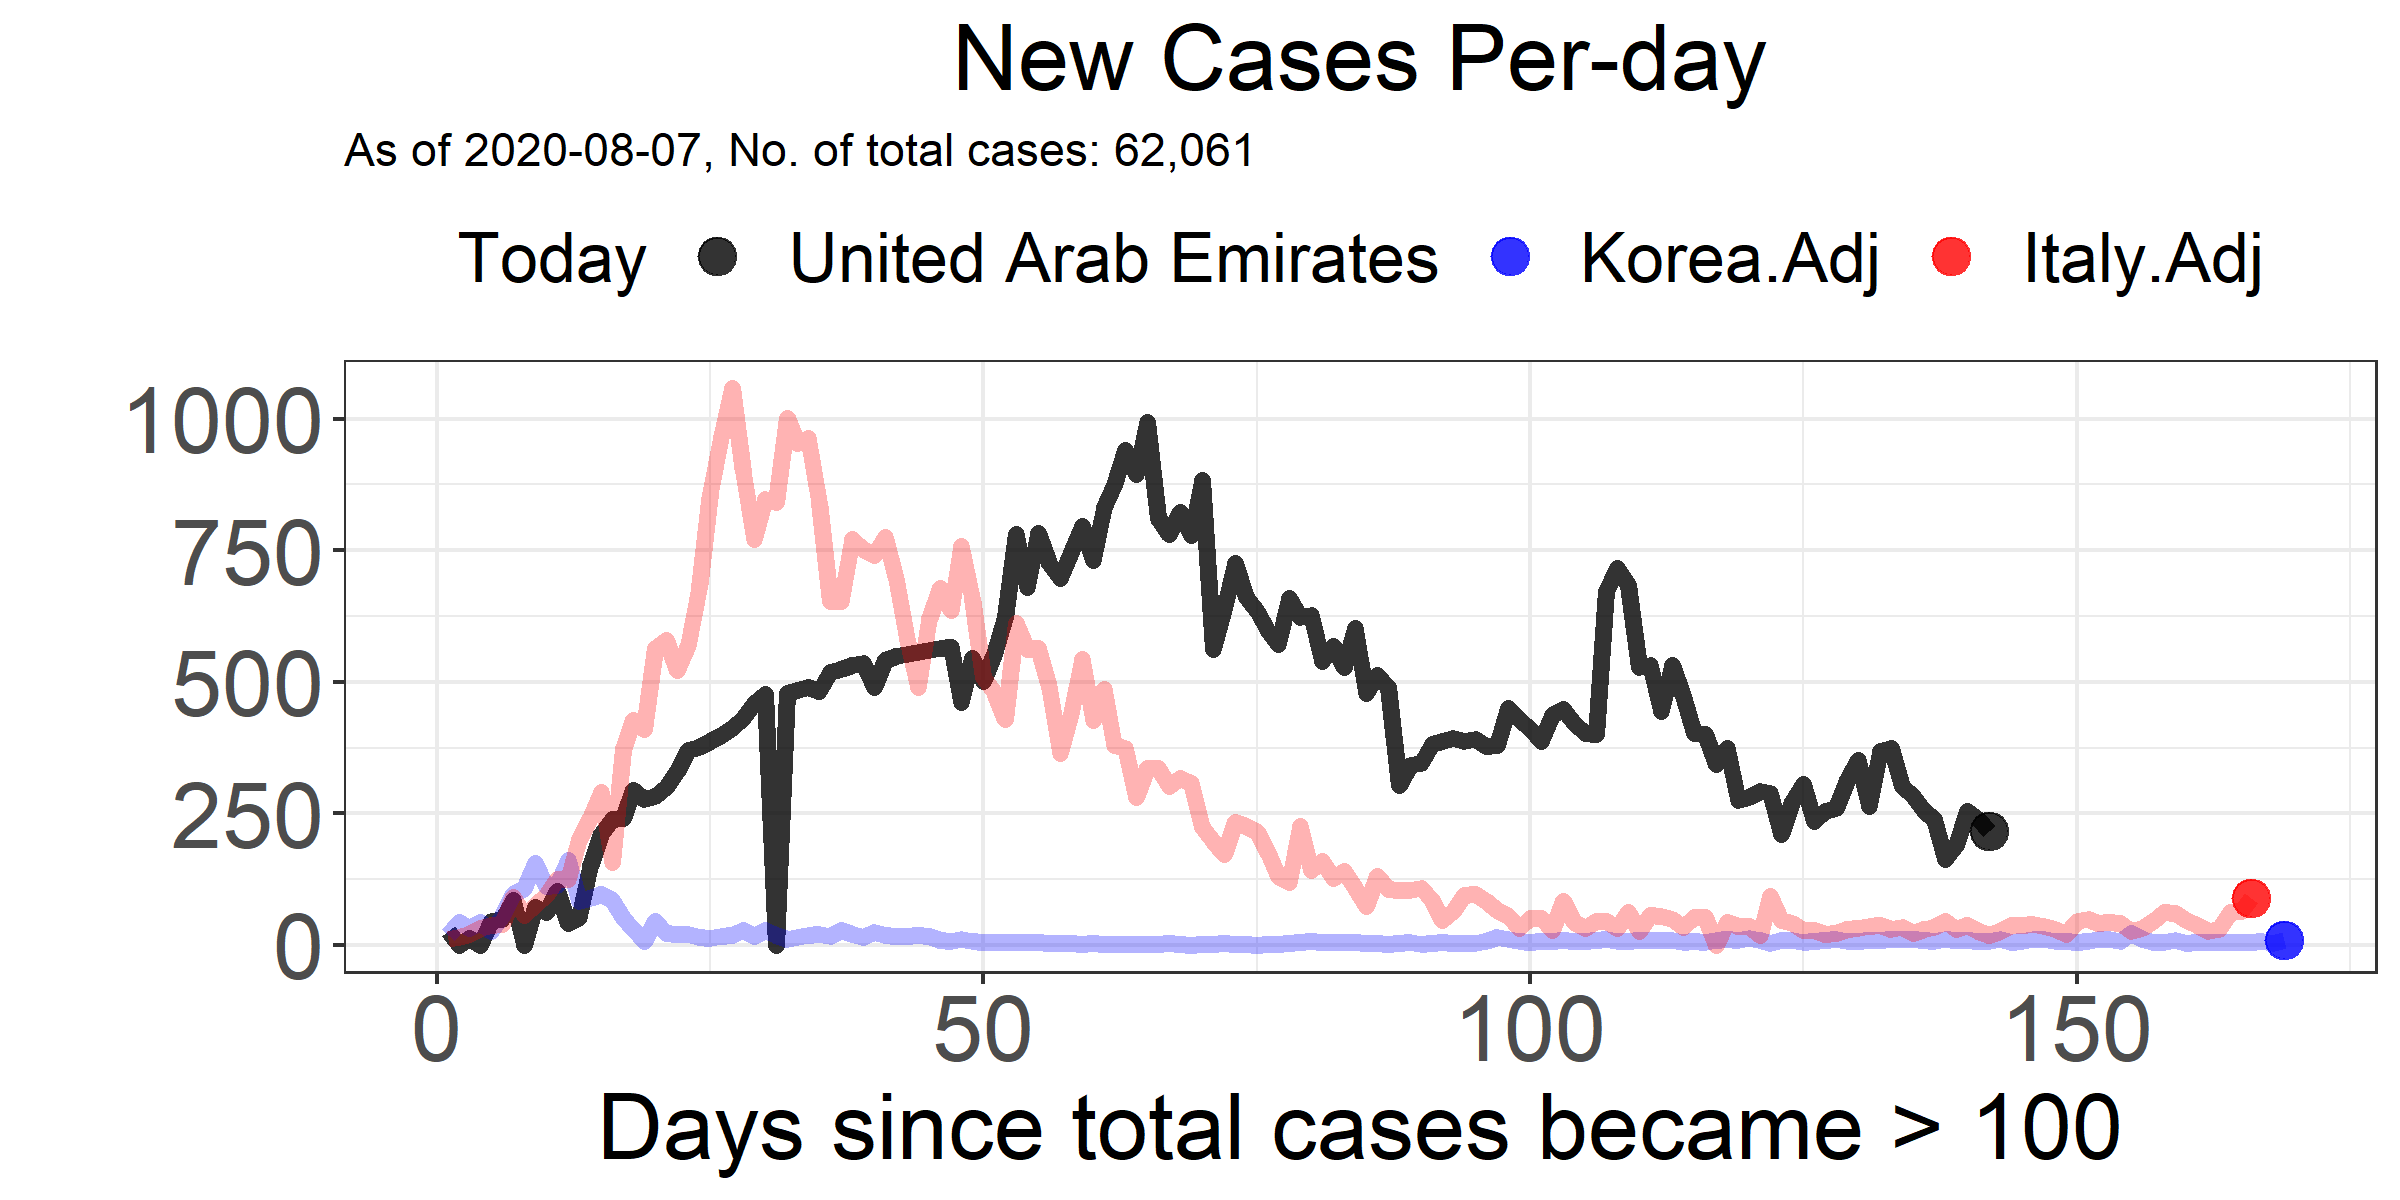 New Cases Per-day
As of 2020-08-07, No. of total cases: 62,061
Today United Arab Emirates Korea.Adj Italy.Adj
1000
750
500
250
0
0 50 100 150
Days since total cases became > 100